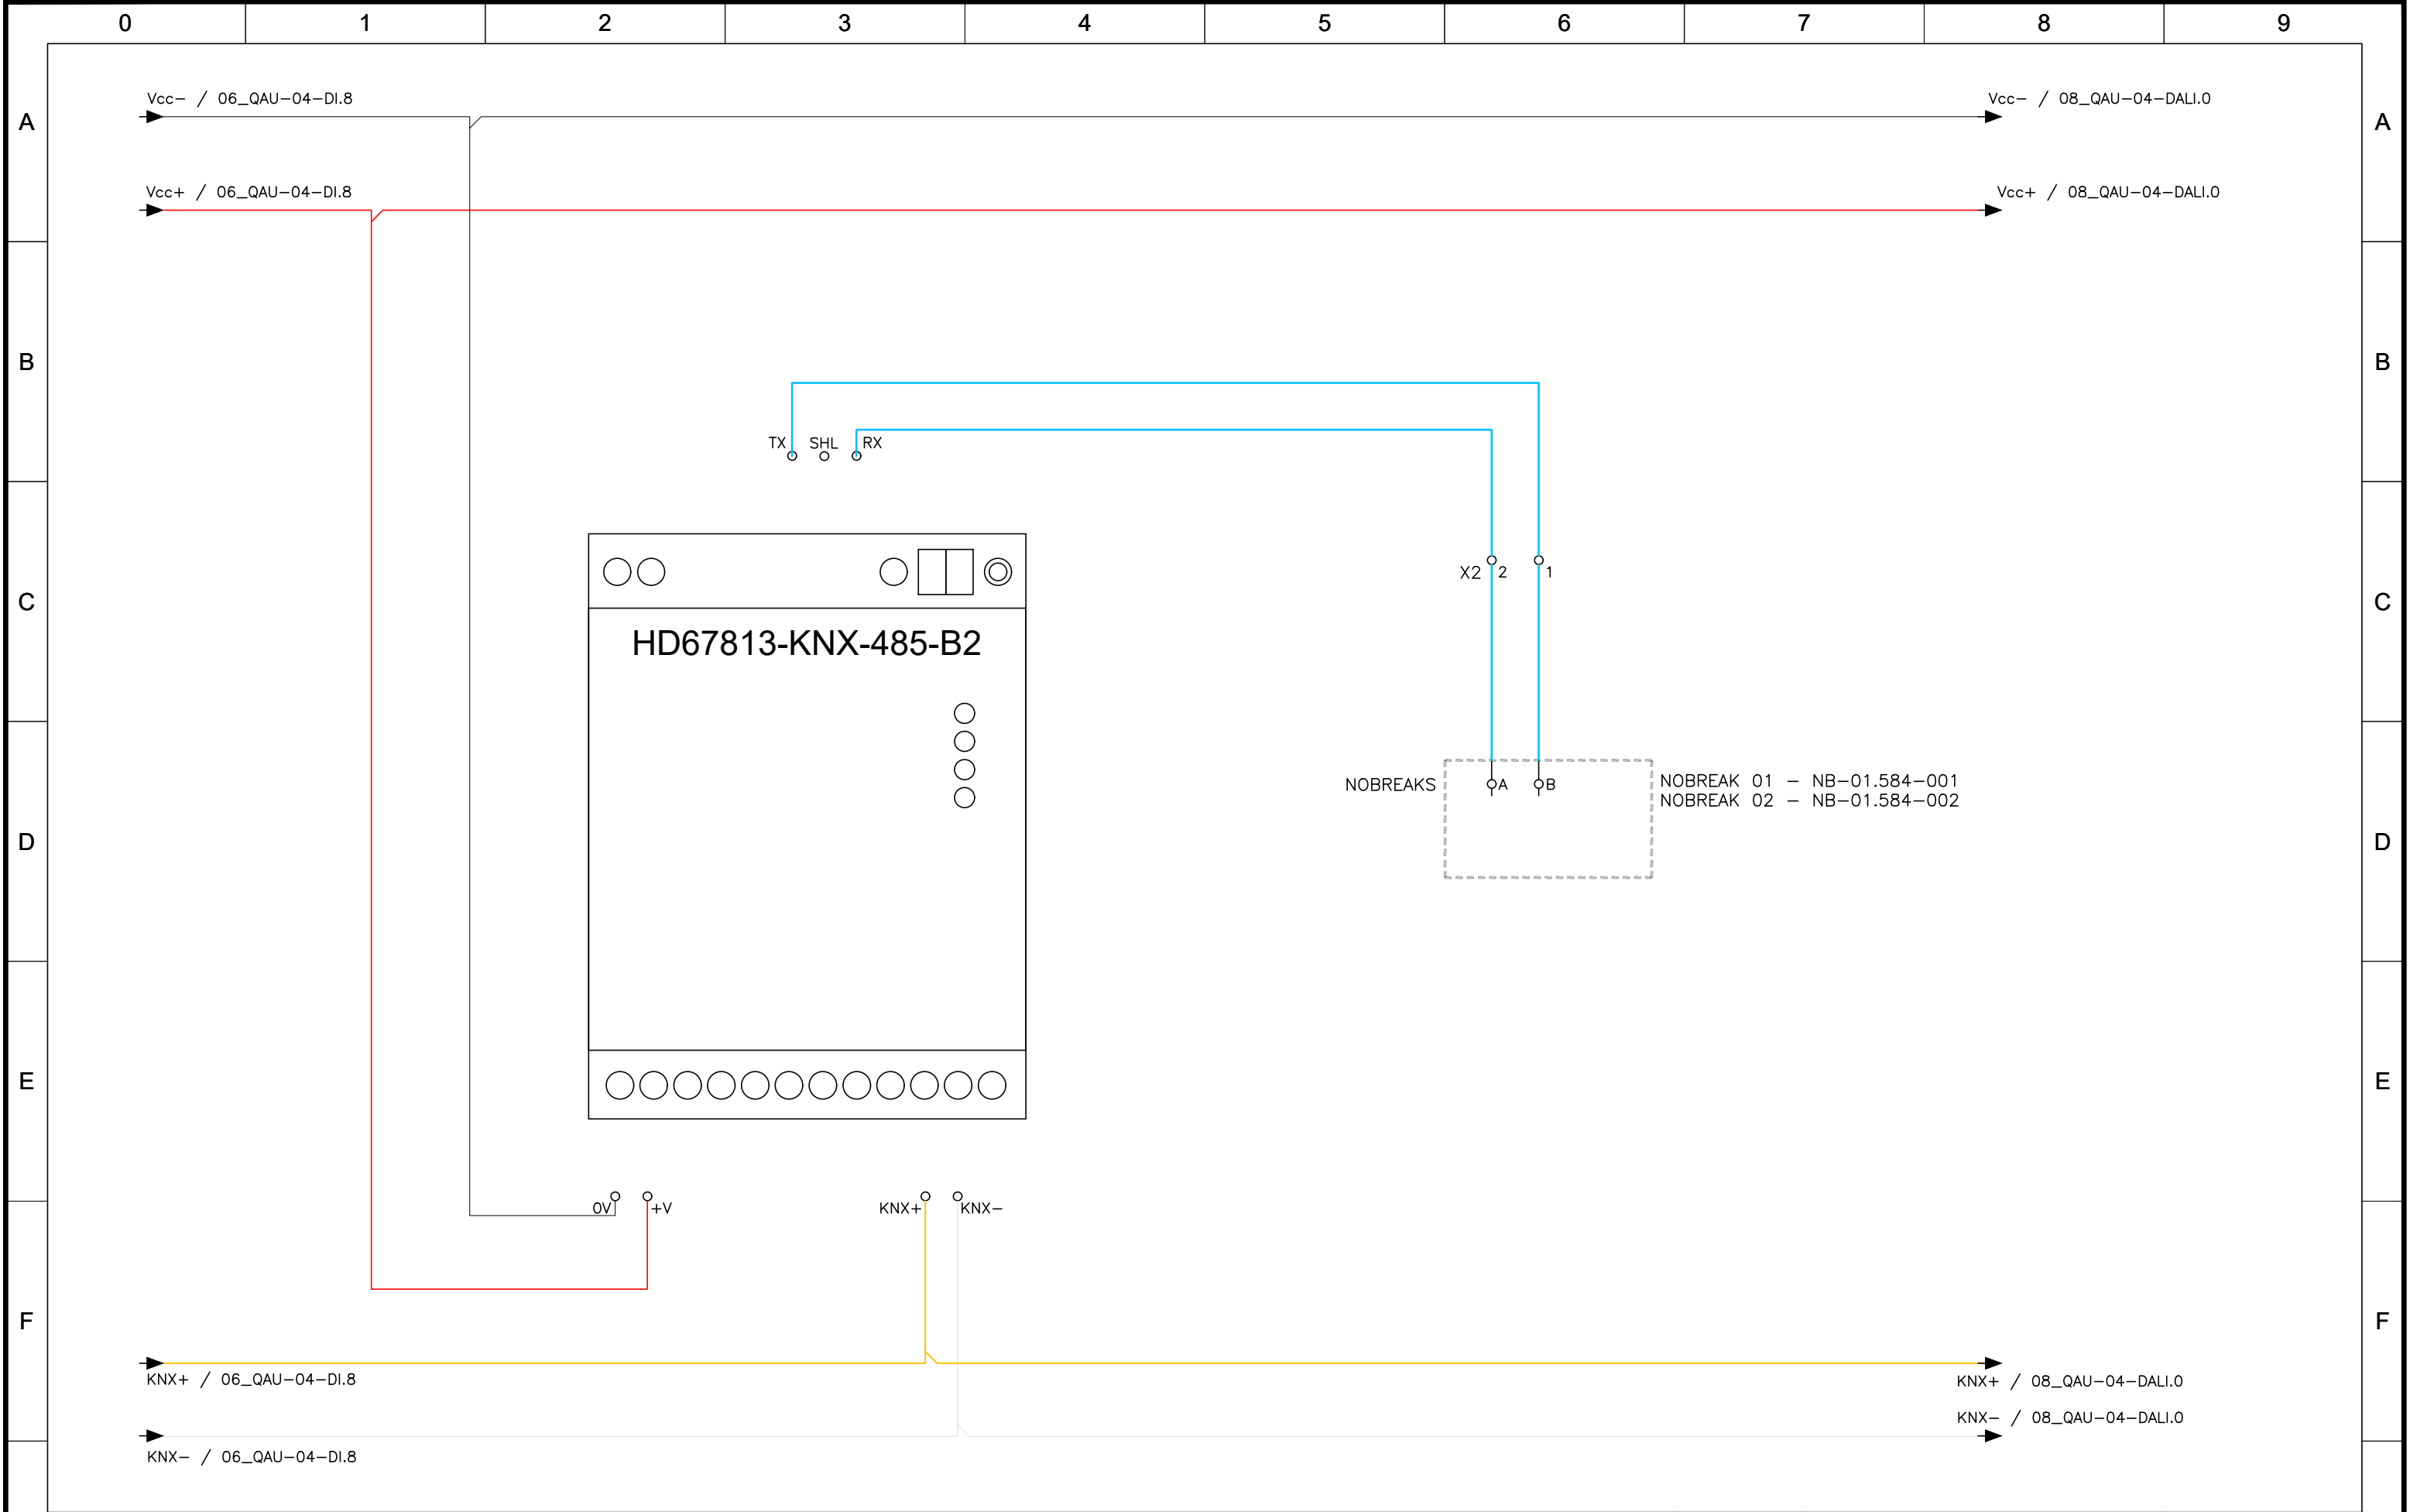 0 1 2 3 4 5 6 7 8 9
A A
Vcc- / 06_QAU-04-DI.8
Vcc- / 08_QAU-04-DALI.0
Vcc+ / 06_QAU-04-DI.8
Vcc+ / 08_QAU-04-DALI.0
B B
TX SHL RX
X2 2 1
C C
HD67813-KNX-485-B2
NOBREAKS A B
NOBREAK 01 - NB-01.584-001
NOBREAK 02 - NB-01.584-002
D D
E E
0V +V KNX+ KNX-
F F
KNX+ / 06_QAU-04-DI.8
KNX+ / 08_QAU-04-DALI.0
KNX- / 08_QAU-04-DALI.0
KNX- / 06_QAU-04-DI.8